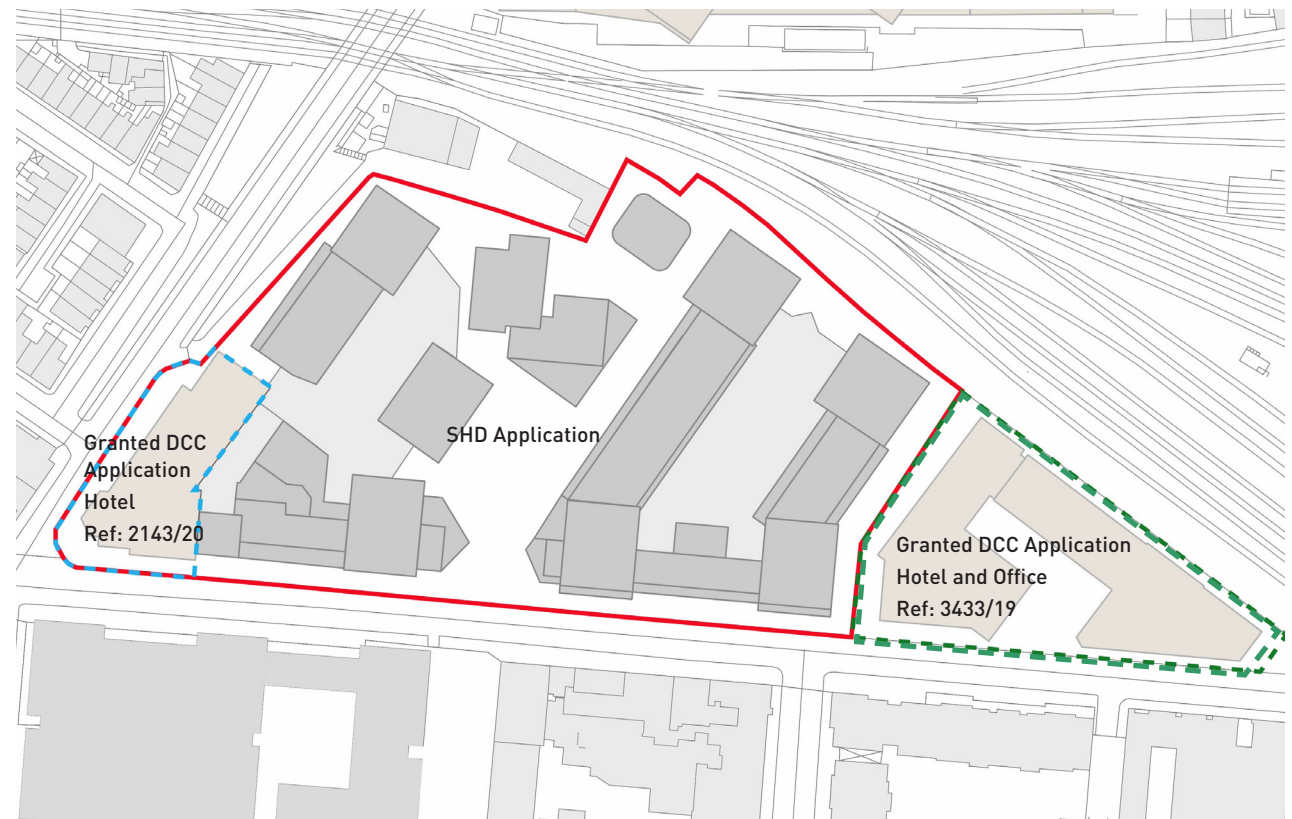 SHD Application
Granted DCC
Application
Hotel
Ref: 2143/20
Granted DCC Application
Hotel and Office
Ref: 3433/19